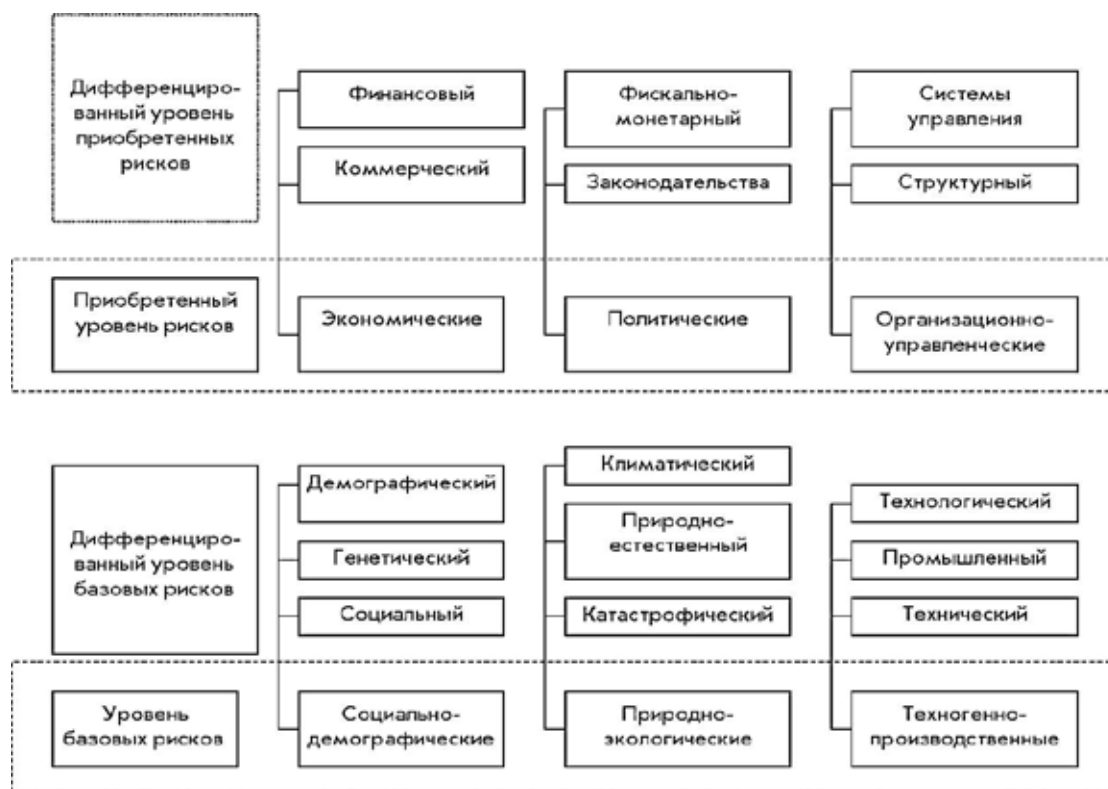 Дифференциро-
ванный уровень
приобретенных
рисков
Финансовый
Коммерческий
Фискально-
монетарный
Законодательства
Системы
управления
Структурный
Приобретенный
уровень рисков
Экономические
Политические
Организационно-
управленческие
Дифференциро-
ванный уровень
базовых рисков
Демографический
Генетический
Социальный
Климатический
Природно-
естественный
Катастрофический
Технологический
Промышленный
Технический
Уровень
базовых рисков
Социально-
демографические
Природно-
экологические
Техногенно-
производственные